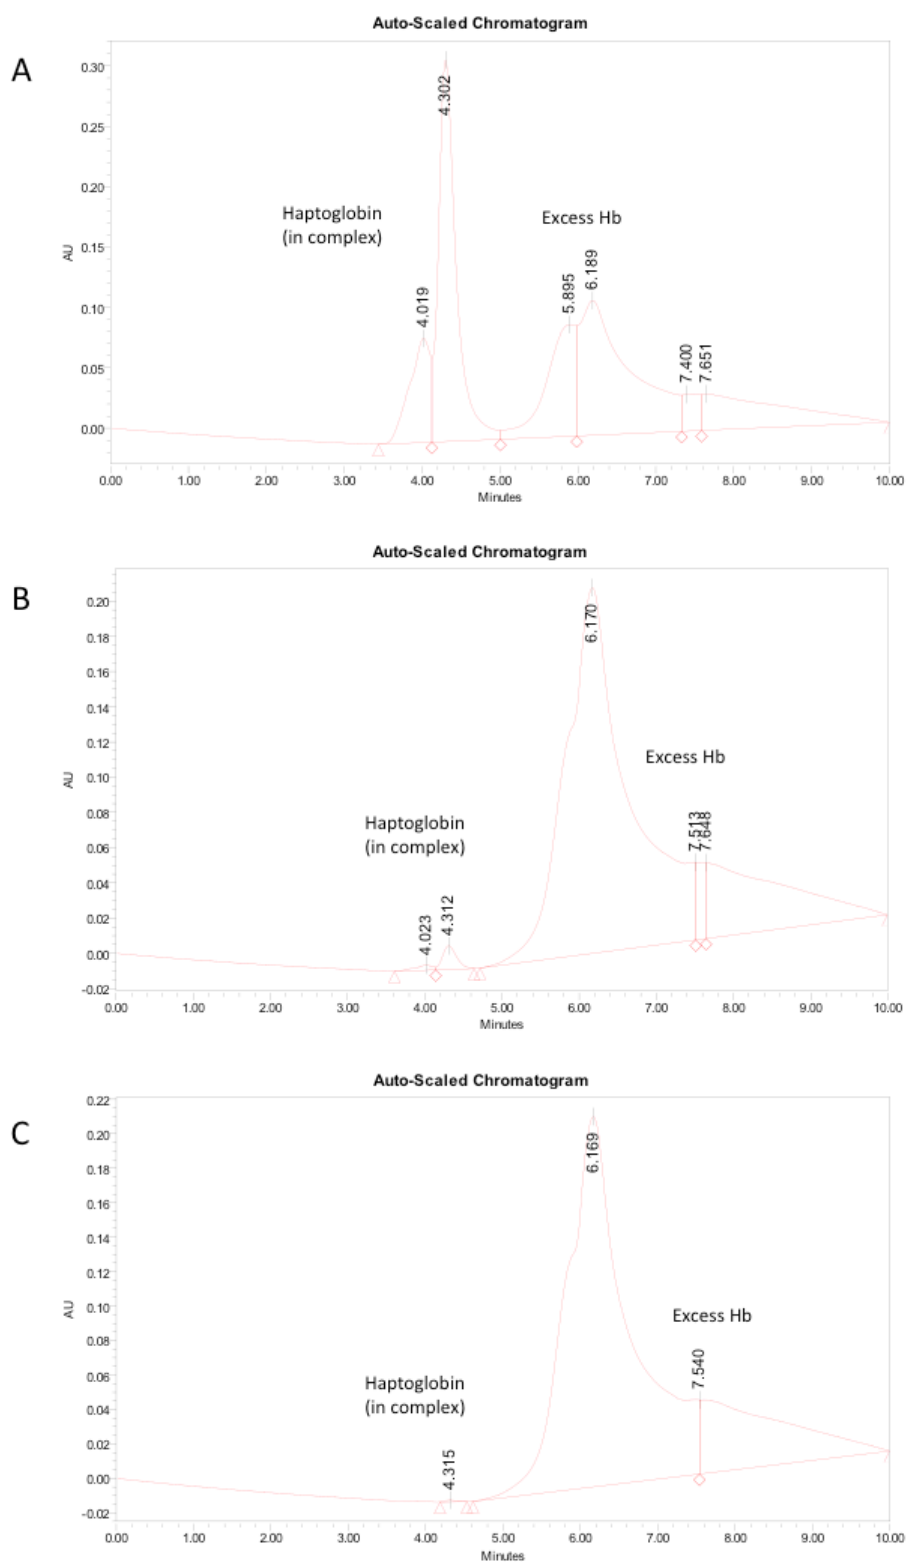 Auto-Scaled Chromatogram
A
0.30
0.25
0.20
0.15
0.10
0.05
0.00
AU
4.302
Haptoglobin
(in complex)
Excess Hb
4.019
5.895
6.189
7.400
7.651
0.00 1.00 2.00 3.00 4.00 5.00 6.00 7.00 8.00 9.00 10.00
Minutes
Auto-Scaled Chromatogram
B
0.20
0.18
0.16
0.14
0.12
0.10
0.08
0.06
0.04
0.02
0.00
-0.02
AU
6.170
Excess Hb
Haptoglobin
(in complex)
7.513
7.648
4.023
4.312
0.00 1.00 2.00 3.00 4.00 5.00 6.00 7.00 8.00 9.00 10.00
Minutes
Auto-Scaled Chromatogram
C
0.22
0.20
0.18
0.16
0.14
0.12
0.10
0.08
0.06
0.04
0.02
0.00
-0.02
AU
6.169
Excess Hb
Haptoglobin
(in complex)
7.540
4.315
0.00 1.00 2.00 3.00 4.00 5.00 6.00 7.00 8.00 9.00 10.00
Minutes